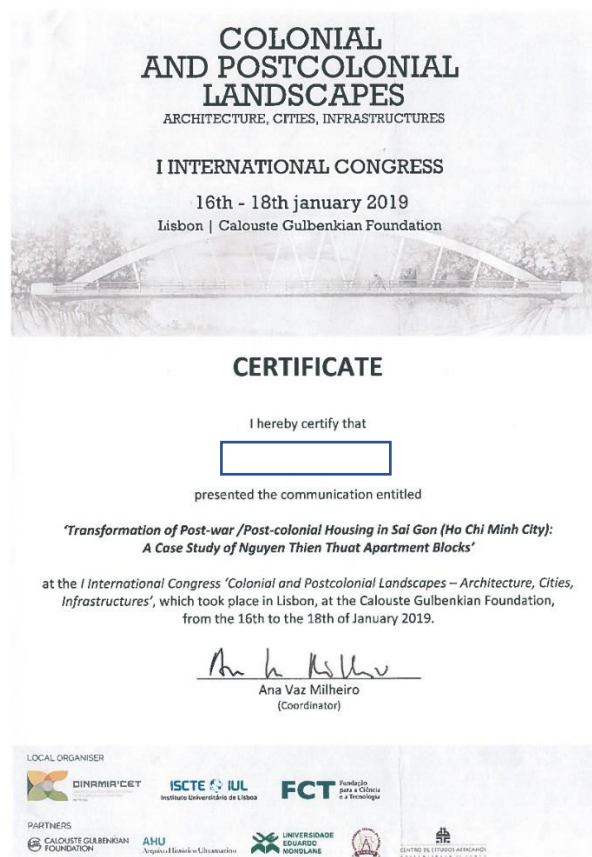 COLONIAL
AND POSTCOLONIAL
LANDSCAPES
ARCHITECTURE, CITIES, INFRASTRUCTURES
I INTERNATIONAL CONGRESS
16th - 18th january 2019
Lisbon | Calouste Gulbenkian Foundation
CERTIFICATE
I hereby certify that
presented the communication entitled
'Transformation of Post-war /Post-colonial Housing in Sai Gon (Ho Chi Minh City):
A Case Study of Nguyen Thien Thuat Apartment Blocks'
at the I International Congress 'Colonial and Postcolonial Landscapes – Architecture, Cities,
Infrastructures', which took place in Lisbon, at the Calouste Gulbenkian Foundation,
from the 16th to the 18th of January 2019.
Ana Vaz Milheiro
(Coordinator)
LOCAL ORGANISER
DINÂMIA'CET
ISCTE IUL
Instituto Universitário de Lisboa
FCT Fundação
para a Ciência
e a Tecnologia
PARTNERS
CALOUSTE GULBENKIAN
FOUNDATION
AHU
Arquivo Histórico Ultramarino
UNIVERSIDADE
EDUARDO
MONDLANE
CENTRO DE ESTUDOS AFRICANOS